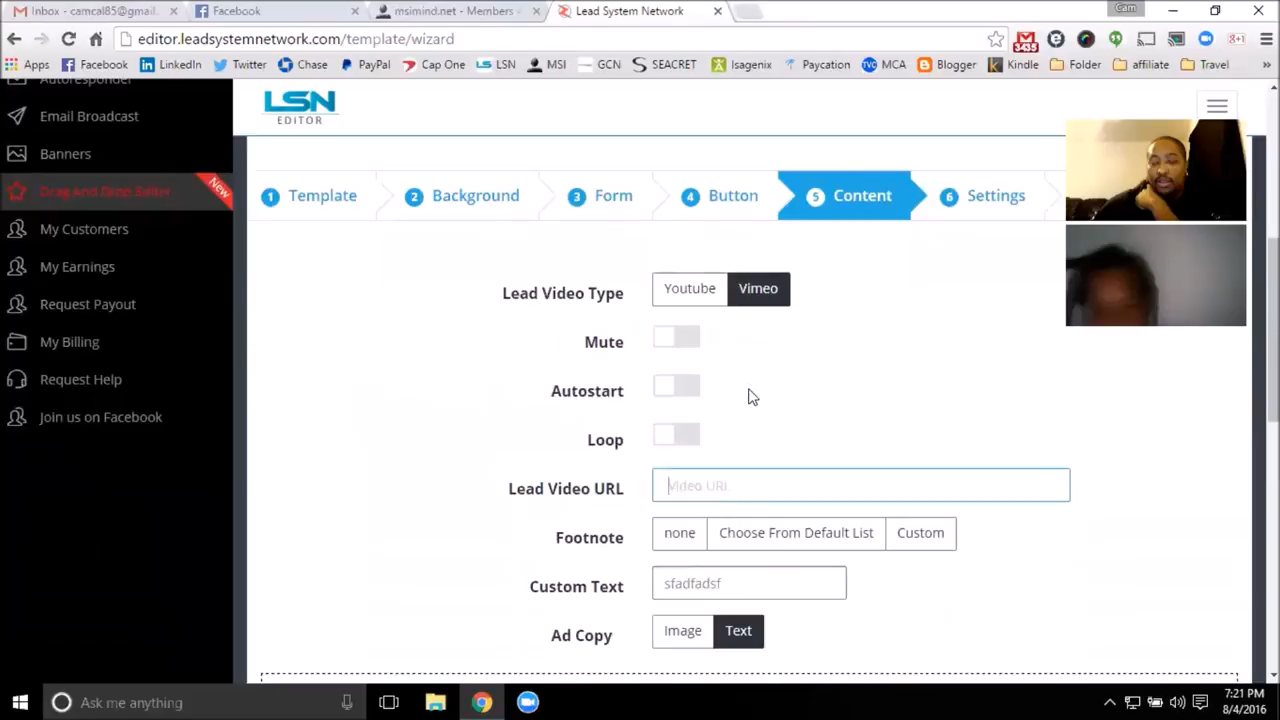 Inbox - camcal85@gmail.
Facebook
msimind.net - Members -
Lead System Network
Cam
editor.leadsystemnetwork.com/template/wizard
3435
8+1
Apps Facebook LinkedIn Twitter Chase PayPal Cap One LSN MSI GCN SEACRET Isagenix Paycation MCA Blogger Kindle Folder affiliate Travel »
Autoresponder
Email Broadcast
Banners
Drag And Drop Editor
New
My Customers
My Earnings
Request Payout
My Billing
Request Help
Join us on Facebook
LSN
EDITOR
1 Template
2 Background
3 Form
4 Button
5 Content
6 Settings
Lead Video Type Youtube Vimeo
Mute
Autostart
Loop
Lead Video URL Video URL
Footnote none Choose From Default List Custom
Custom Text sfadfadsf
Ad Copy Image Text
Ask me anything
7:21 PM
8/4/2016